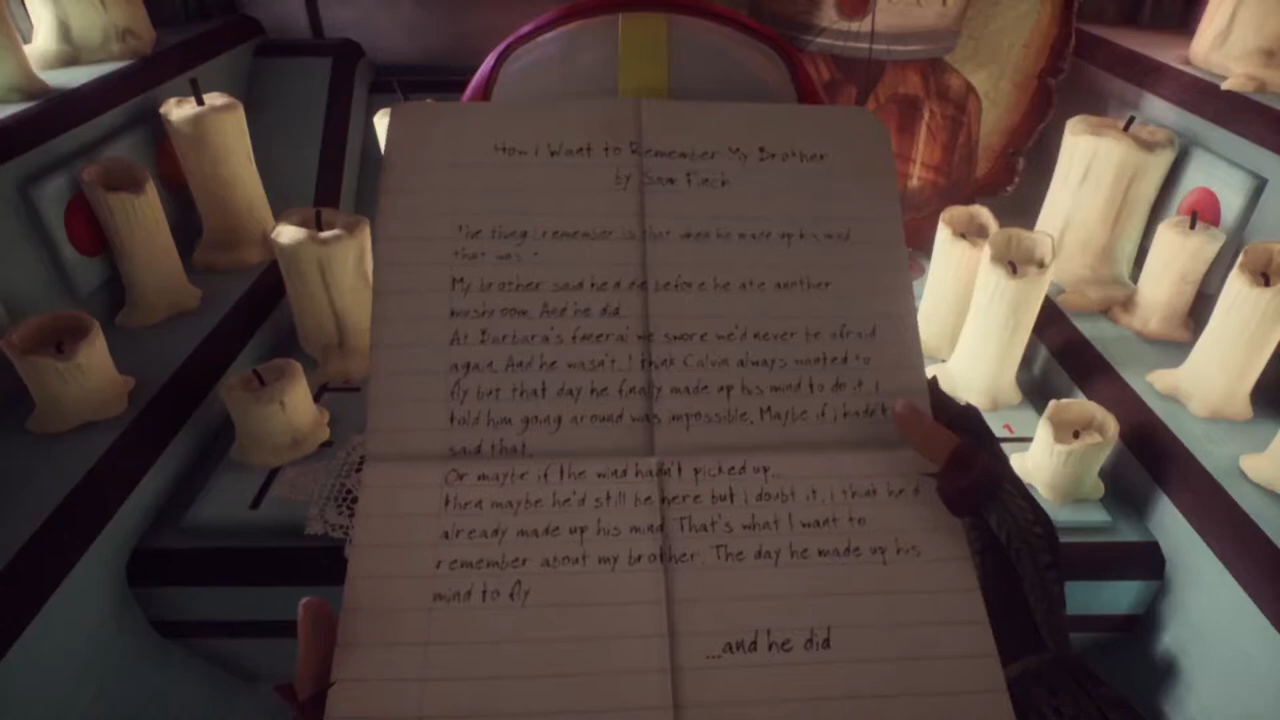 How I Want to Remember My Brother
by Sam Finch
The thing I remember is that when he made up his mind
that was
My brother said he'd die before he ate another
mushroom. And he did.
At Barbara's funeral we swore we'd never be afraid
again. And he wasn't. I think Calvin always wanted to
fly but that day he finally made up his mind to do it. I
told him going around was impossible. Maybe if i hadn't
said that.
Or maybe if the wind hadn't picked up...
then maybe he'd still be here but i doubt it. i think he'd
already made up his mind. That's what I want to
remember about my brother. The day he made up his
mind to fly
...and he did